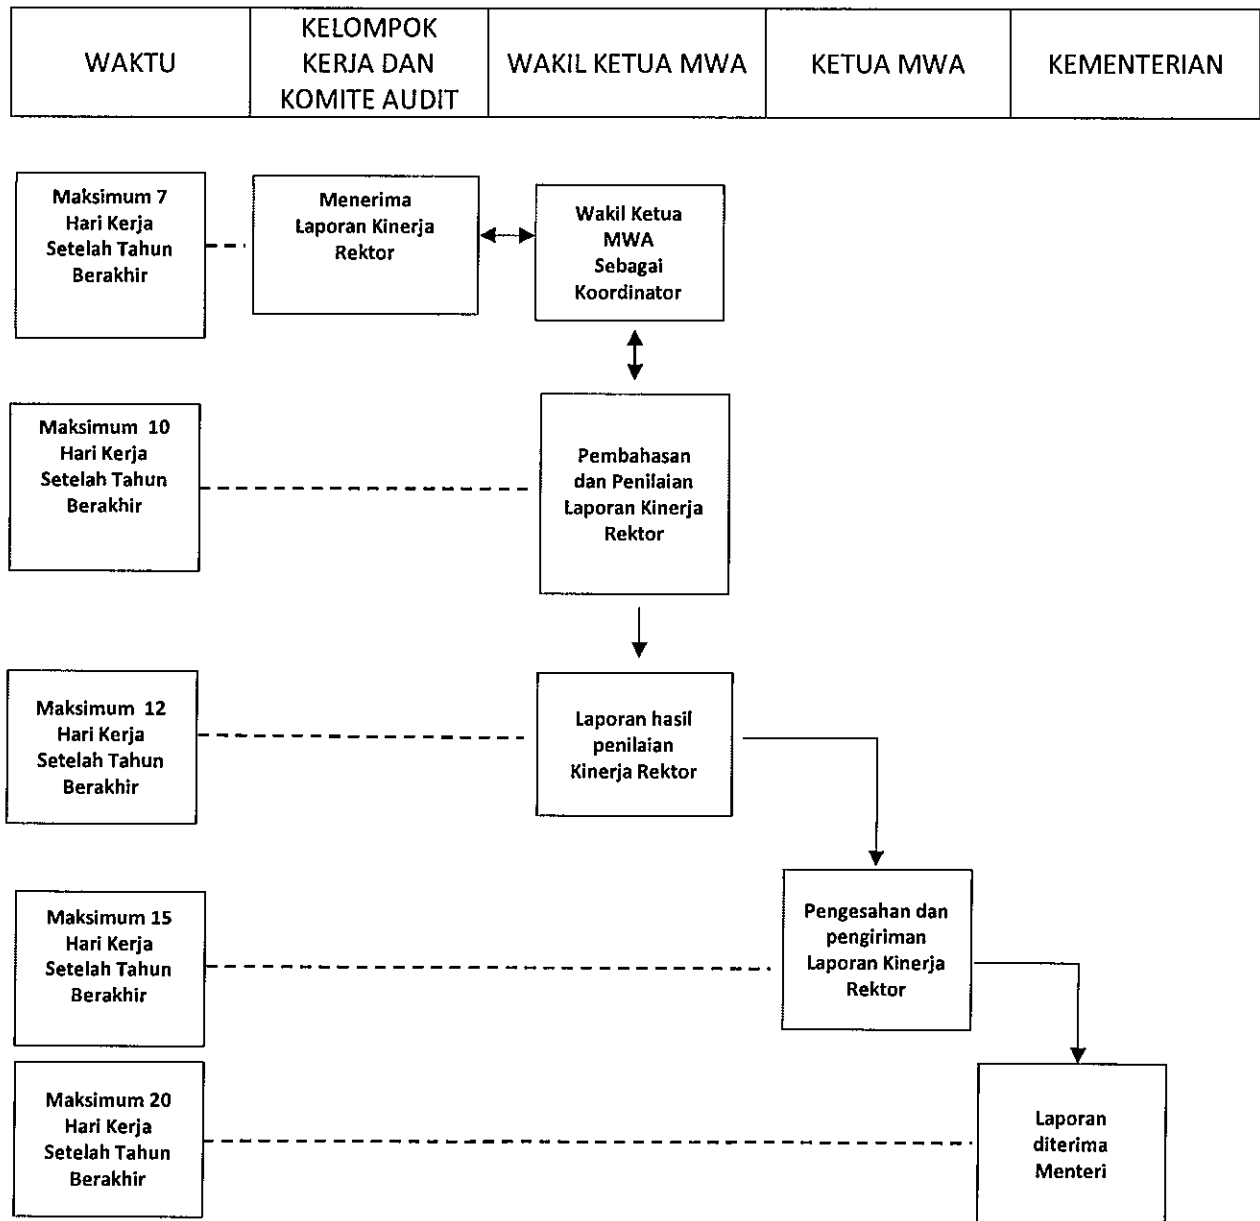 WAKTU
KELOMPOK
KERJA DAN
KOMITE AUDIT
WAKIL KETUA MWA
KETUA MWA
KEMENTERIAN
Maksimum 7
Hari Kerja
Setelah Tahun
Berakhir
Menerima
Laporan Kinerja
Rektor
Wakil Ketua
MWA
Sebagai
Koordinator
Maksimum 10
Hari Kerja
Setelah Tahun
Berakhir
Pembahasan
dan Penilaian
Laporan Kinerja
Rektor
Maksimum 12
Hari Kerja
Setelah Tahun
Berakhir
Laporan hasil
penilaian
Kinerja Rektor
Maksimum 15
Hari Kerja
Setelah Tahun
Berakhir
Pengesahan dan
pengiriman
Laporan Kinerja
Rektor
Maksimum 20
Hari Kerja
Setelah Tahun
Berakhir
Laporan
diterima
Menteri